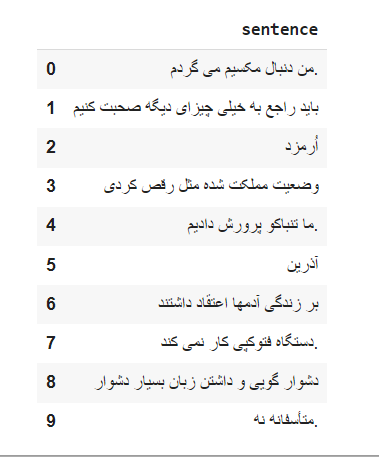 sentence
0 من دنبال مکسیم می گردم.
1 باید راجع به خیلی چیزای دیگه صحبت کنیم
2 اُرمزد
3 وضعیت مملکت شده مثل رقص کردی
4 ما تنباکو پرورش دادیم.
5 آذرین
6 بر زندگی آدمها اعتقاد داشتند
7 دستگاه فتوکپی کار نمی کند.
8 دشوار گویی و داشتن زبان بسیار دشوار
9 متأسفانه نه.